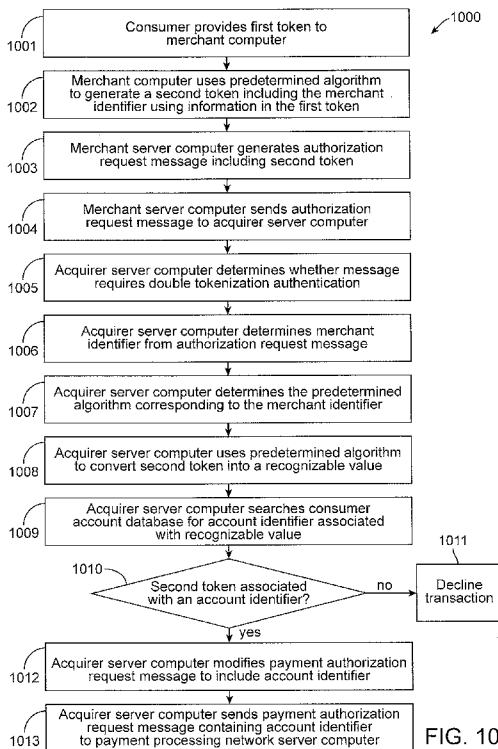 1000
Consumer provides first token to
merchant computer
1001
Merchant computer uses predetermined algorithm
to generate a second token including the merchant
identifier using information in the first token
1002
Merchant server computer generates authorization
request message including second token
1003
Merchant server computer sends authorization
request message to acquirer server computer
1004
Acquirer server computer determines whether message
requires double tokenization authentication
1005
Acquirer server computer determines merchant
identifier from authorization request message
1006
Acquirer server computer determines the predetermined
algorithm corresponding to the merchant identifier
1007
Acquirer server computer uses predetermined algorithm
to convert second token into a recognizable value
1008
Acquirer server computer searches consumer
account database for account identifier associated
with recognizable value
1009
1010
Second token associated
with an account identifier?
no
1011
Decline
transaction
yes
Acquirer server computer modifies payment authorization
request message to include account identifier
1012
Acquirer server computer sends payment authorization
request message containing account identifier
to payment processing network server computer
1013
FIG. 10